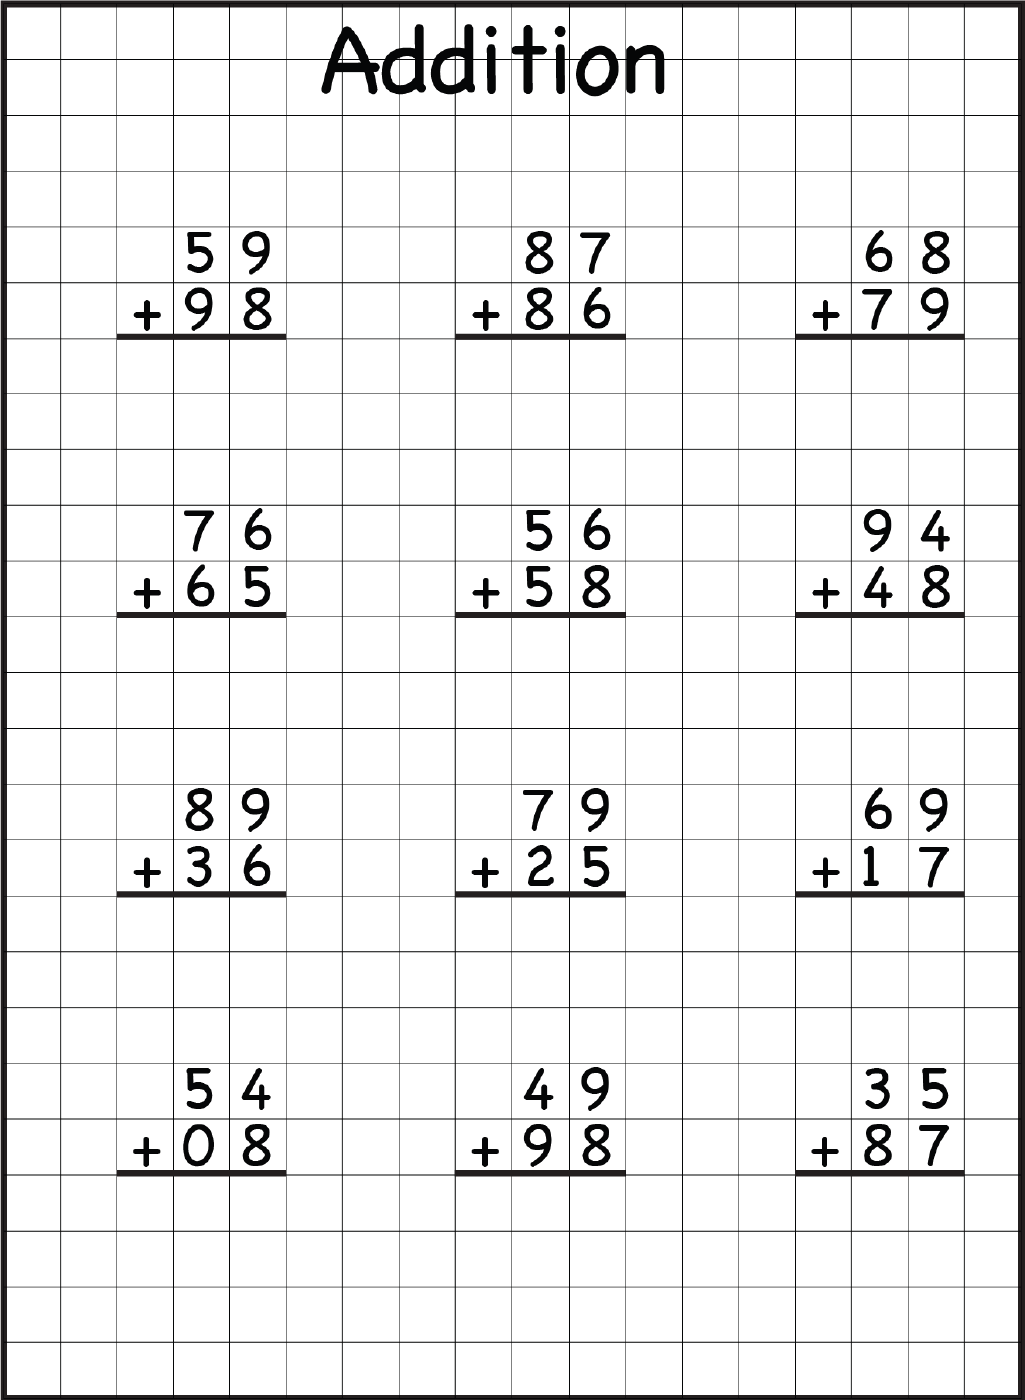 Addition
5 9 8 7 6 8
+ 9 8 + 8 6 + 7 9
7 6 5 6 9 4
+ 6 5 + 5 8 + 4 8
8 9 7 9 6 9
+ 3 6 + 2 5 + 1 7
5 4 4 9 3 5
+ 0 8 + 9 8 + 8 7